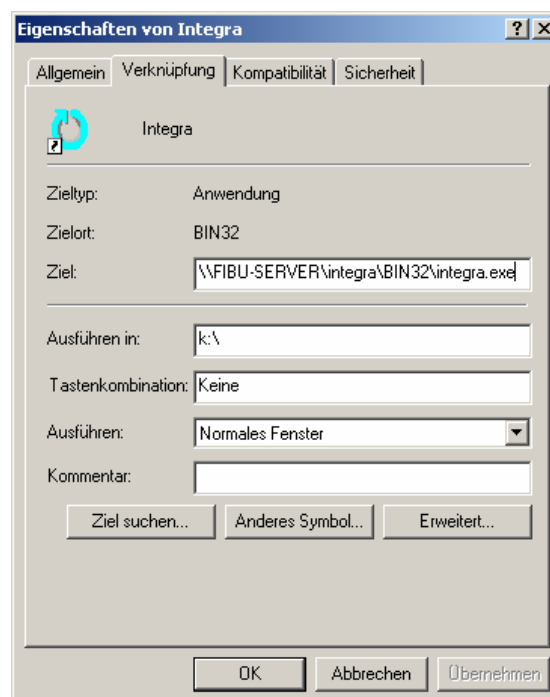 Eigenschaften von Integra
Allgemein Verknüpfung Kompatibilität Sicherheit
Integra
Zieltyp: Anwendung
Zielort: BIN32
Ziel: \\FIBU-SERVER\integra\BIN32\integra.exe
Ausführen in: k:\
Tastenkombination: Keine
Ausführen: Normales Fenster
Kommentar:
Ziel suchen... Anderes Symbol... Erweitert...
OK Abbrechen Übernehmen